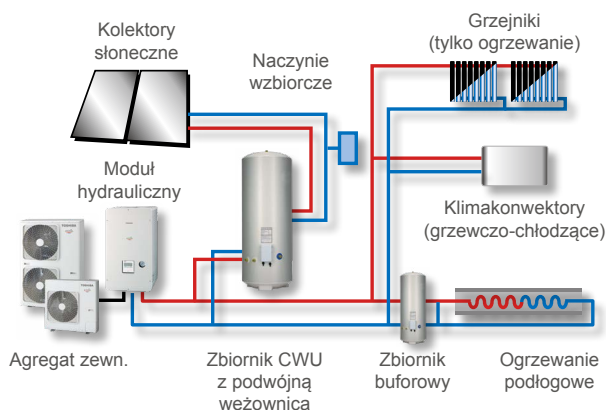 Kolektory
słoneczne
Naczynie
wzbiorcze
Grzejniki
(tylko ogrzewanie)
Moduł
hydrauliczny
Klimakonwektory
(grzewczo-chłodzące)
TOSHIBA
Agregat zewn.
Zbiornik CWU
z podwójną
weżownica
Zbiornik
buforowy
Ogrzewanie
podłogowe